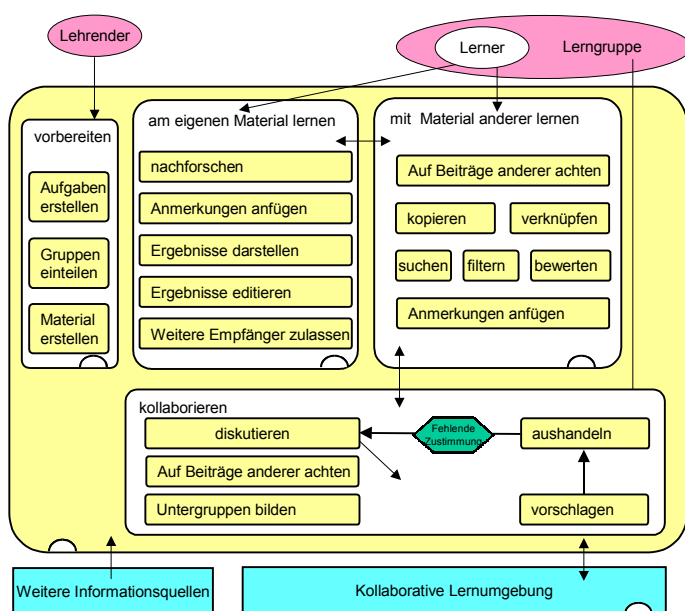 Lehrender
Lerner
Lerngruppe
vorbereiten
Aufgaben
erstellen
Gruppen
einteilen
Material
erstellen
am eigenen Material lernen
nachforschen
Anmerkungen anfügen
Ergebnisse darstellen
Ergebnisse editieren
Weitere Empfänger zulassen
mit Material anderer lernen
Auf Beiträge anderer achten
kopieren
verknüpfen
suchen
filtern
bewerten
Anmerkungen anfügen
kollaborieren
diskutieren
Fehlende
Zustimmung
aushandeln
Auf Beiträge anderer achten
Untergruppen bilden
vorschlagen
Weitere Informationsquellen
Kollaborative Lernumgebung